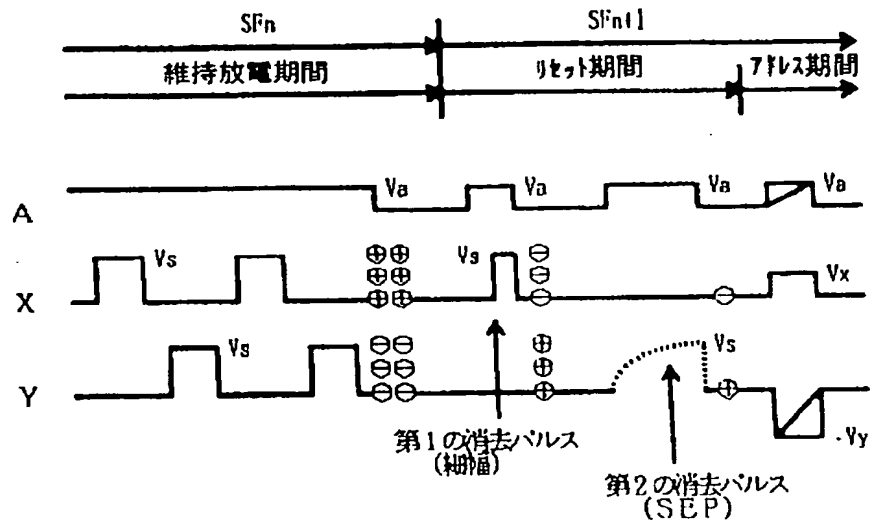 SFn SFn+1
維持放電期間 リセット期間 アドレス期間
A Va Va Va Va
X Vs Vs Vx
Y Vs Vs
-Vy
第1の消去パルス
(細幅)
第2の消去パルス
(SEP)